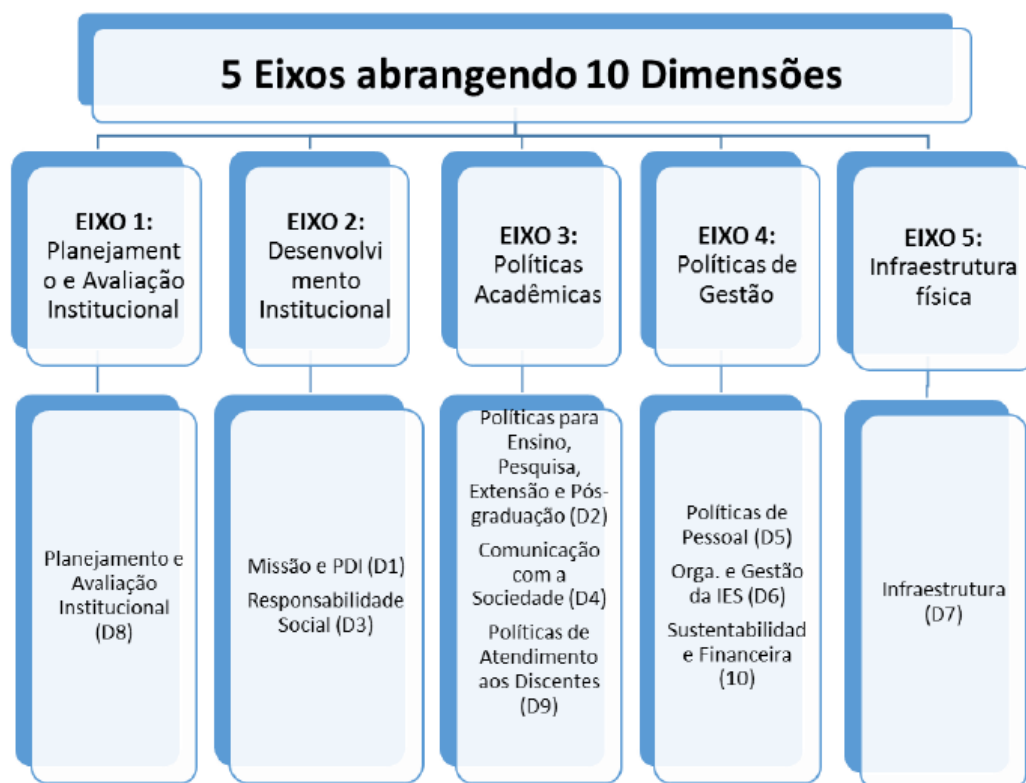 5 Eixos abrangendo 10 Dimensões
EIXO 1:
Planejament
o e Avaliação
Institucional
EIXO 2:
Desenvolvi
mento
Institucional
EIXO 3:
Políticas
Acadêmicas
EIXO 4:
Políticas de
Gestão
EIXO 5:
Infraestrutura
física
Planejamento e
Avaliação
Institucional
(D8)
Missão e PDI (D1)
Responsabilidade
Social (D3)
Políticas para
Ensino,
Pesquisa,
Extensão e Pós-
graduação (D2)
Comunicação
com a
Sociedade (D4)
Políticas de
Atendimento
aos Discentes
(D9)
Políticas de
Pessoal (D5)
Orga. e Gestão
da IES (D6)
Sustentabilidad
e Financeira
(10)
Infraestrutura
(D7)